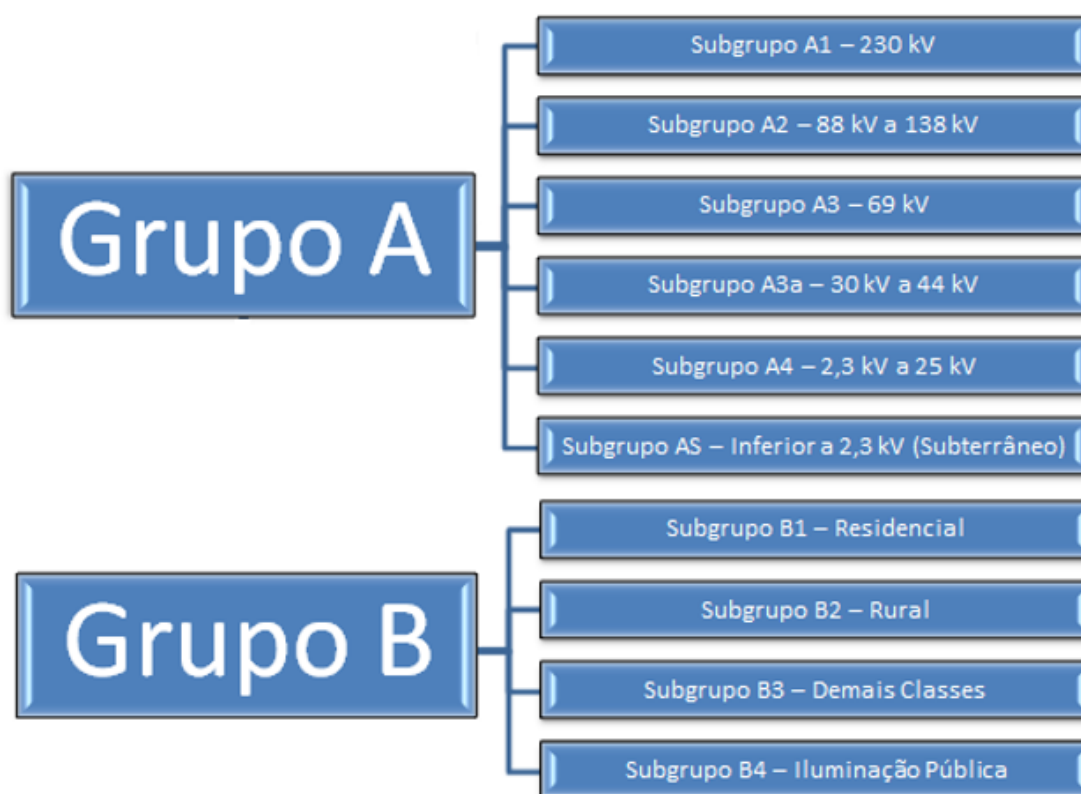 Grupo A
Subgrupo A1 – 230 kV
Subgrupo A2 – 88 kV a 138 kV
Subgrupo A3 – 69 kV
Subgrupo A3a – 30 kV a 44 kV
Subgrupo A4 – 2,3 kV a 25 kV
Subgrupo AS – Inferior a 2,3 kV (Subterrâneo)
Grupo B
Subgrupo B1 – Residencial
Subgrupo B2 – Rural
Subgrupo B3 – Demais Classes
Subgrupo B4 – Iluminação Pública